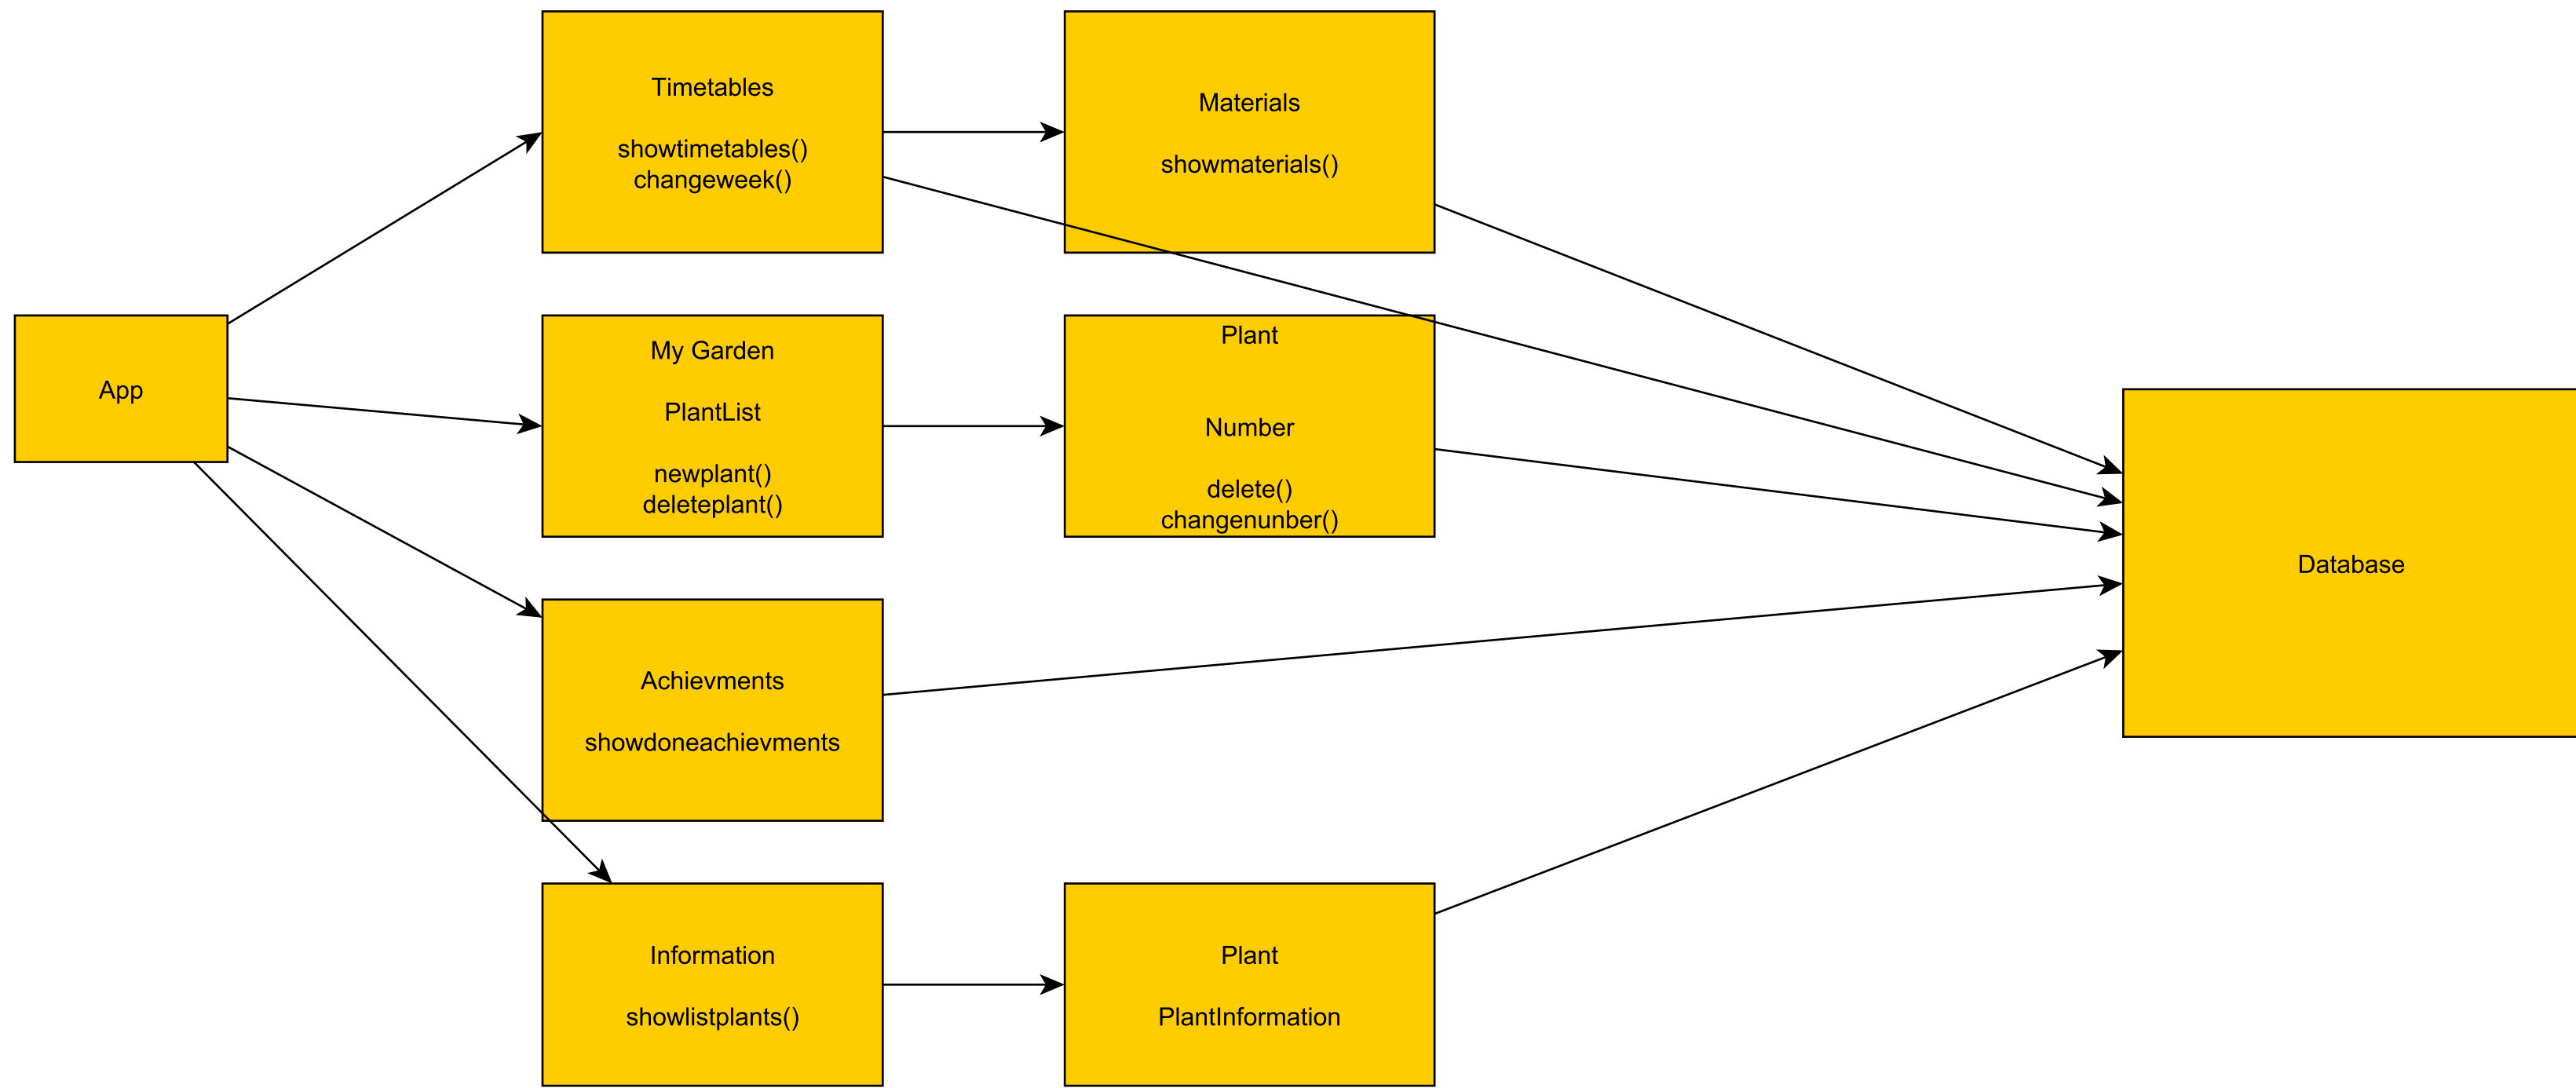 Timetables
showtimetables()
changeweek()
Materials
showmaterials()
App
My Garden
PlantList
newplant()
deleteplant()
Plant
Number
delete()
changenunber()
Database
Achievments
showdoneachievments
Information
showlistplants()
Plant
PlantInformation